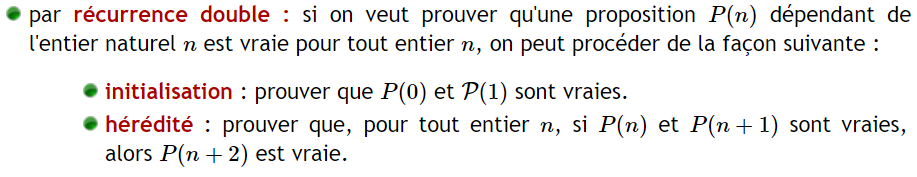 par récurrence double : si on veut prouver qu'une proposition P(n) dépendant de
l'entier naturel n est vraie pour tout entier n, on peut procéder de la façon suivante :
initialisation : prouver que P(0) et 𝒫(1) sont vraies.
hérédité : prouver que, pour tout entier n, si P(n) et P(n + 1) sont vraies,
alors P(n + 2) est vraie.